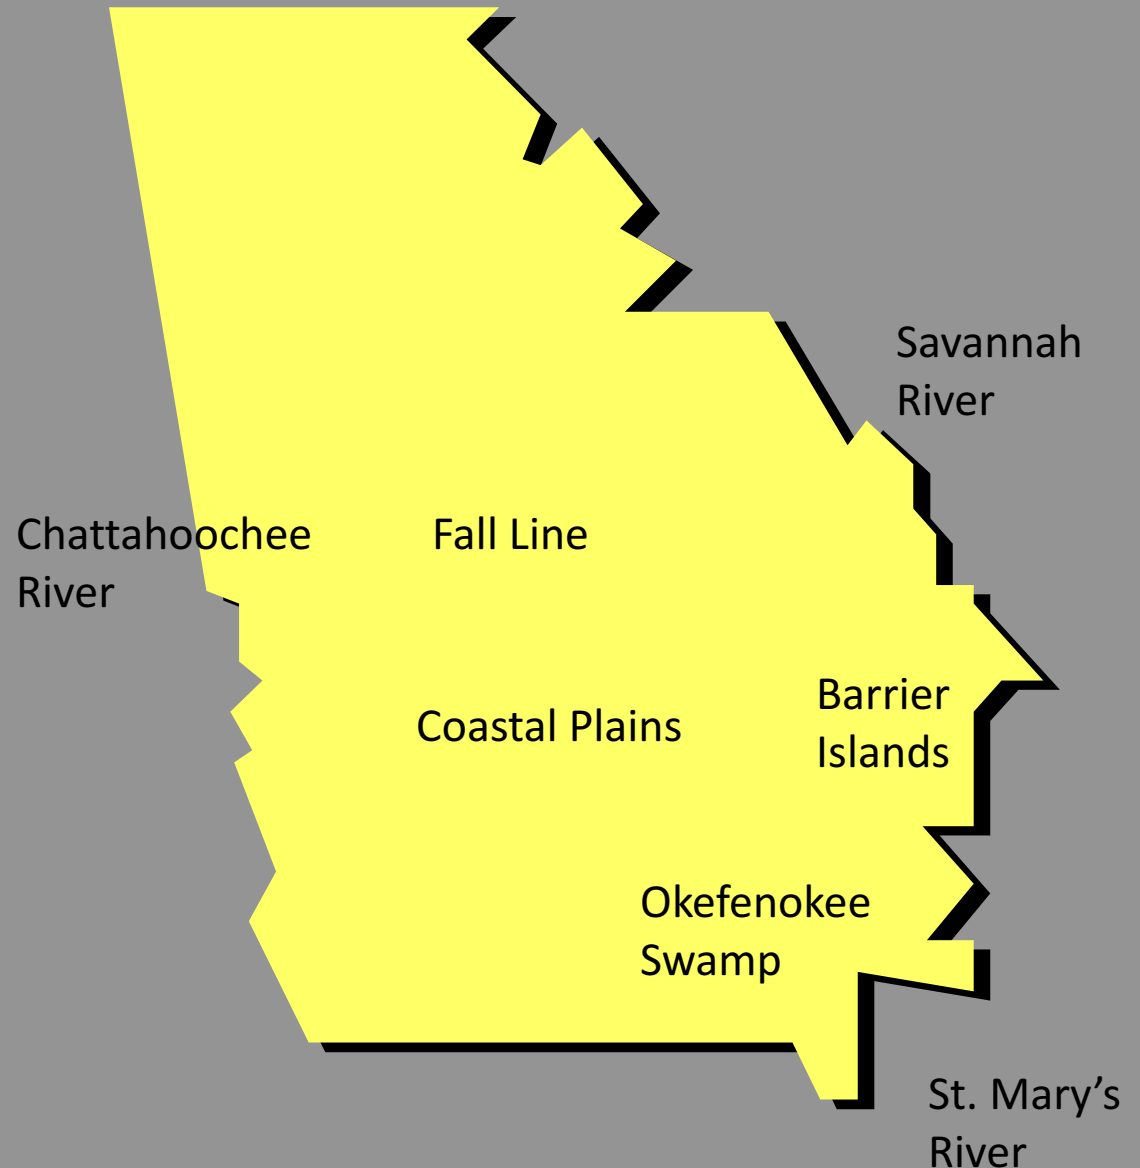 Savannah
River
Chattahoochee
River
Fall Line
Barrier
Islands
Coastal Plains
Okefenokee
Swamp
St. Mary’s
River